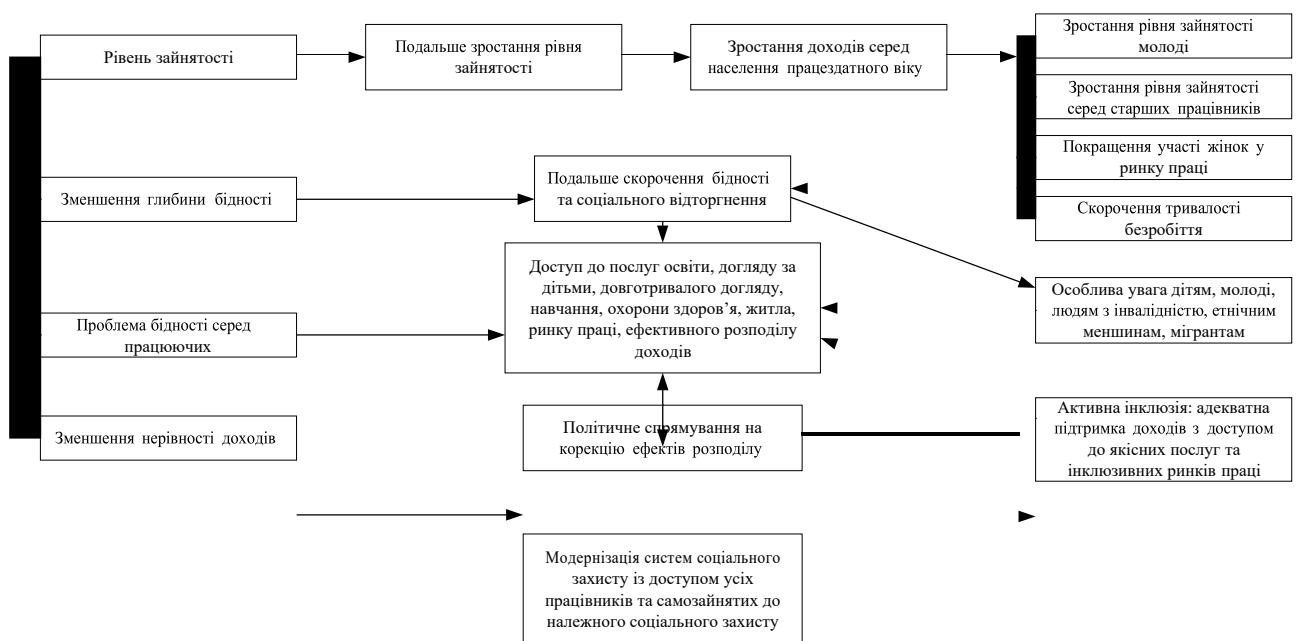 Рівень зайнятості
Подальше зростання рівня
зайнятості
Зростання доходів серед
населення працездатного віку
Зростання рівня зайнятості
молоді
Зростання рівня зайнятості
серед старших працівників
Покращення участі жінок у
ринку праці
Скорочення тривалості
безробіття
Зменшення глибини бідності
Подальше скорочення бідності
та соціального відторгнення
Доступ до послуг освіти, догляду за
дітьми, довготривалого догляду,
навчання, охорони здоров’я, житла,
ринку праці, ефективного розподілу
доходів
Особлива увага дітям, молоді,
людям з інвалідністю, етнічним
меншинам, мігрантам
Проблема бідності серед
працюючих
Зменшення нерівності доходів
Політичне спрямування на
корекцію ефектів розподілу
Активна інклюзія: адекватна
підтримка доходів з доступом
до якісних послуг та
інклюзивних ринків праці
Модернізація систем соціального
захисту із доступом усіх
працівників та самозайнятих до
належного соціального захисту